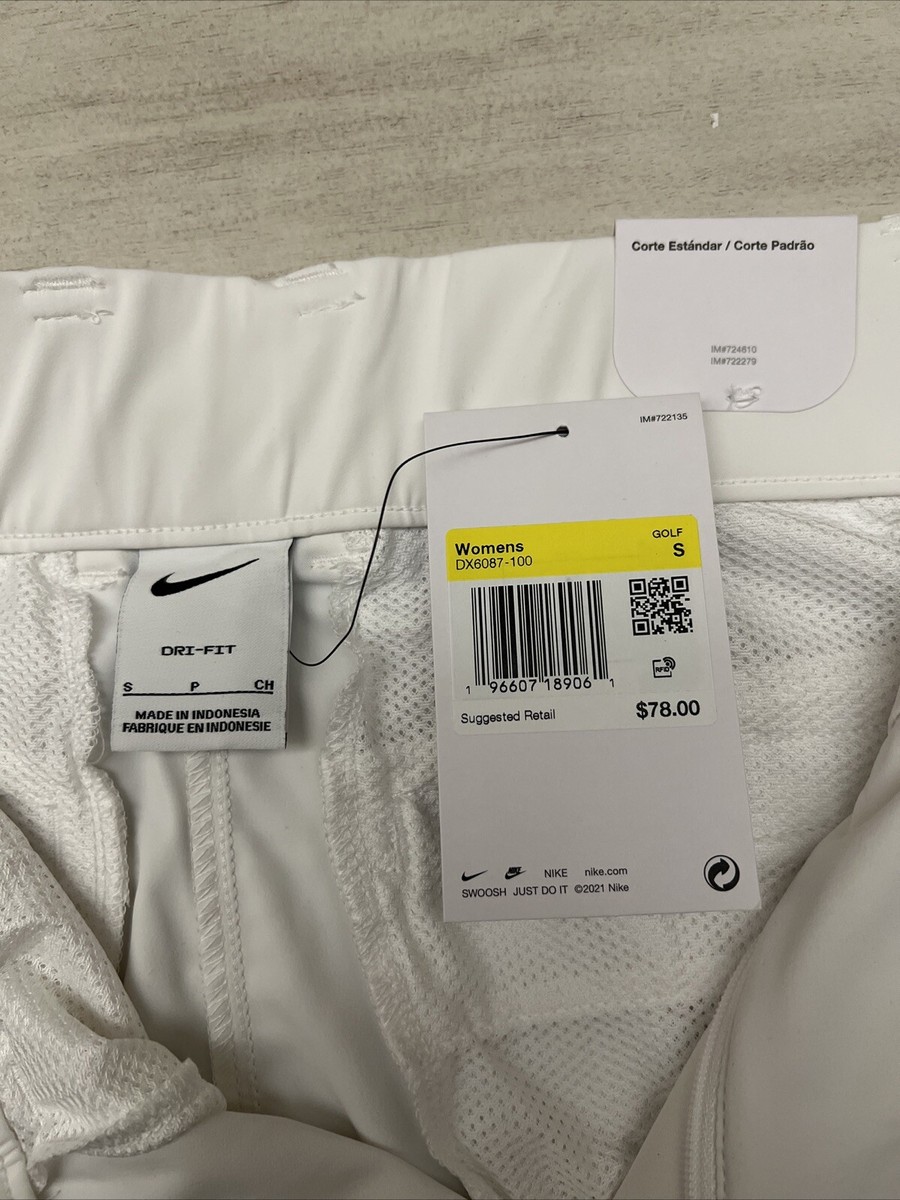 Corte Estándar / Corte Padrão
IM#724610
IM#722279
IM#722135
Womens
GOLF
DX6087-100
S
RFID
1 96607 18906 1
Suggested Retail
$78.00
NIKE
NIKE nike.com
SWOOSH JUST DO IT ©2021 Nike
DRI-FIT
S P CH
MADE IN INDONESIA
FABRIQUE EN INDONESIE